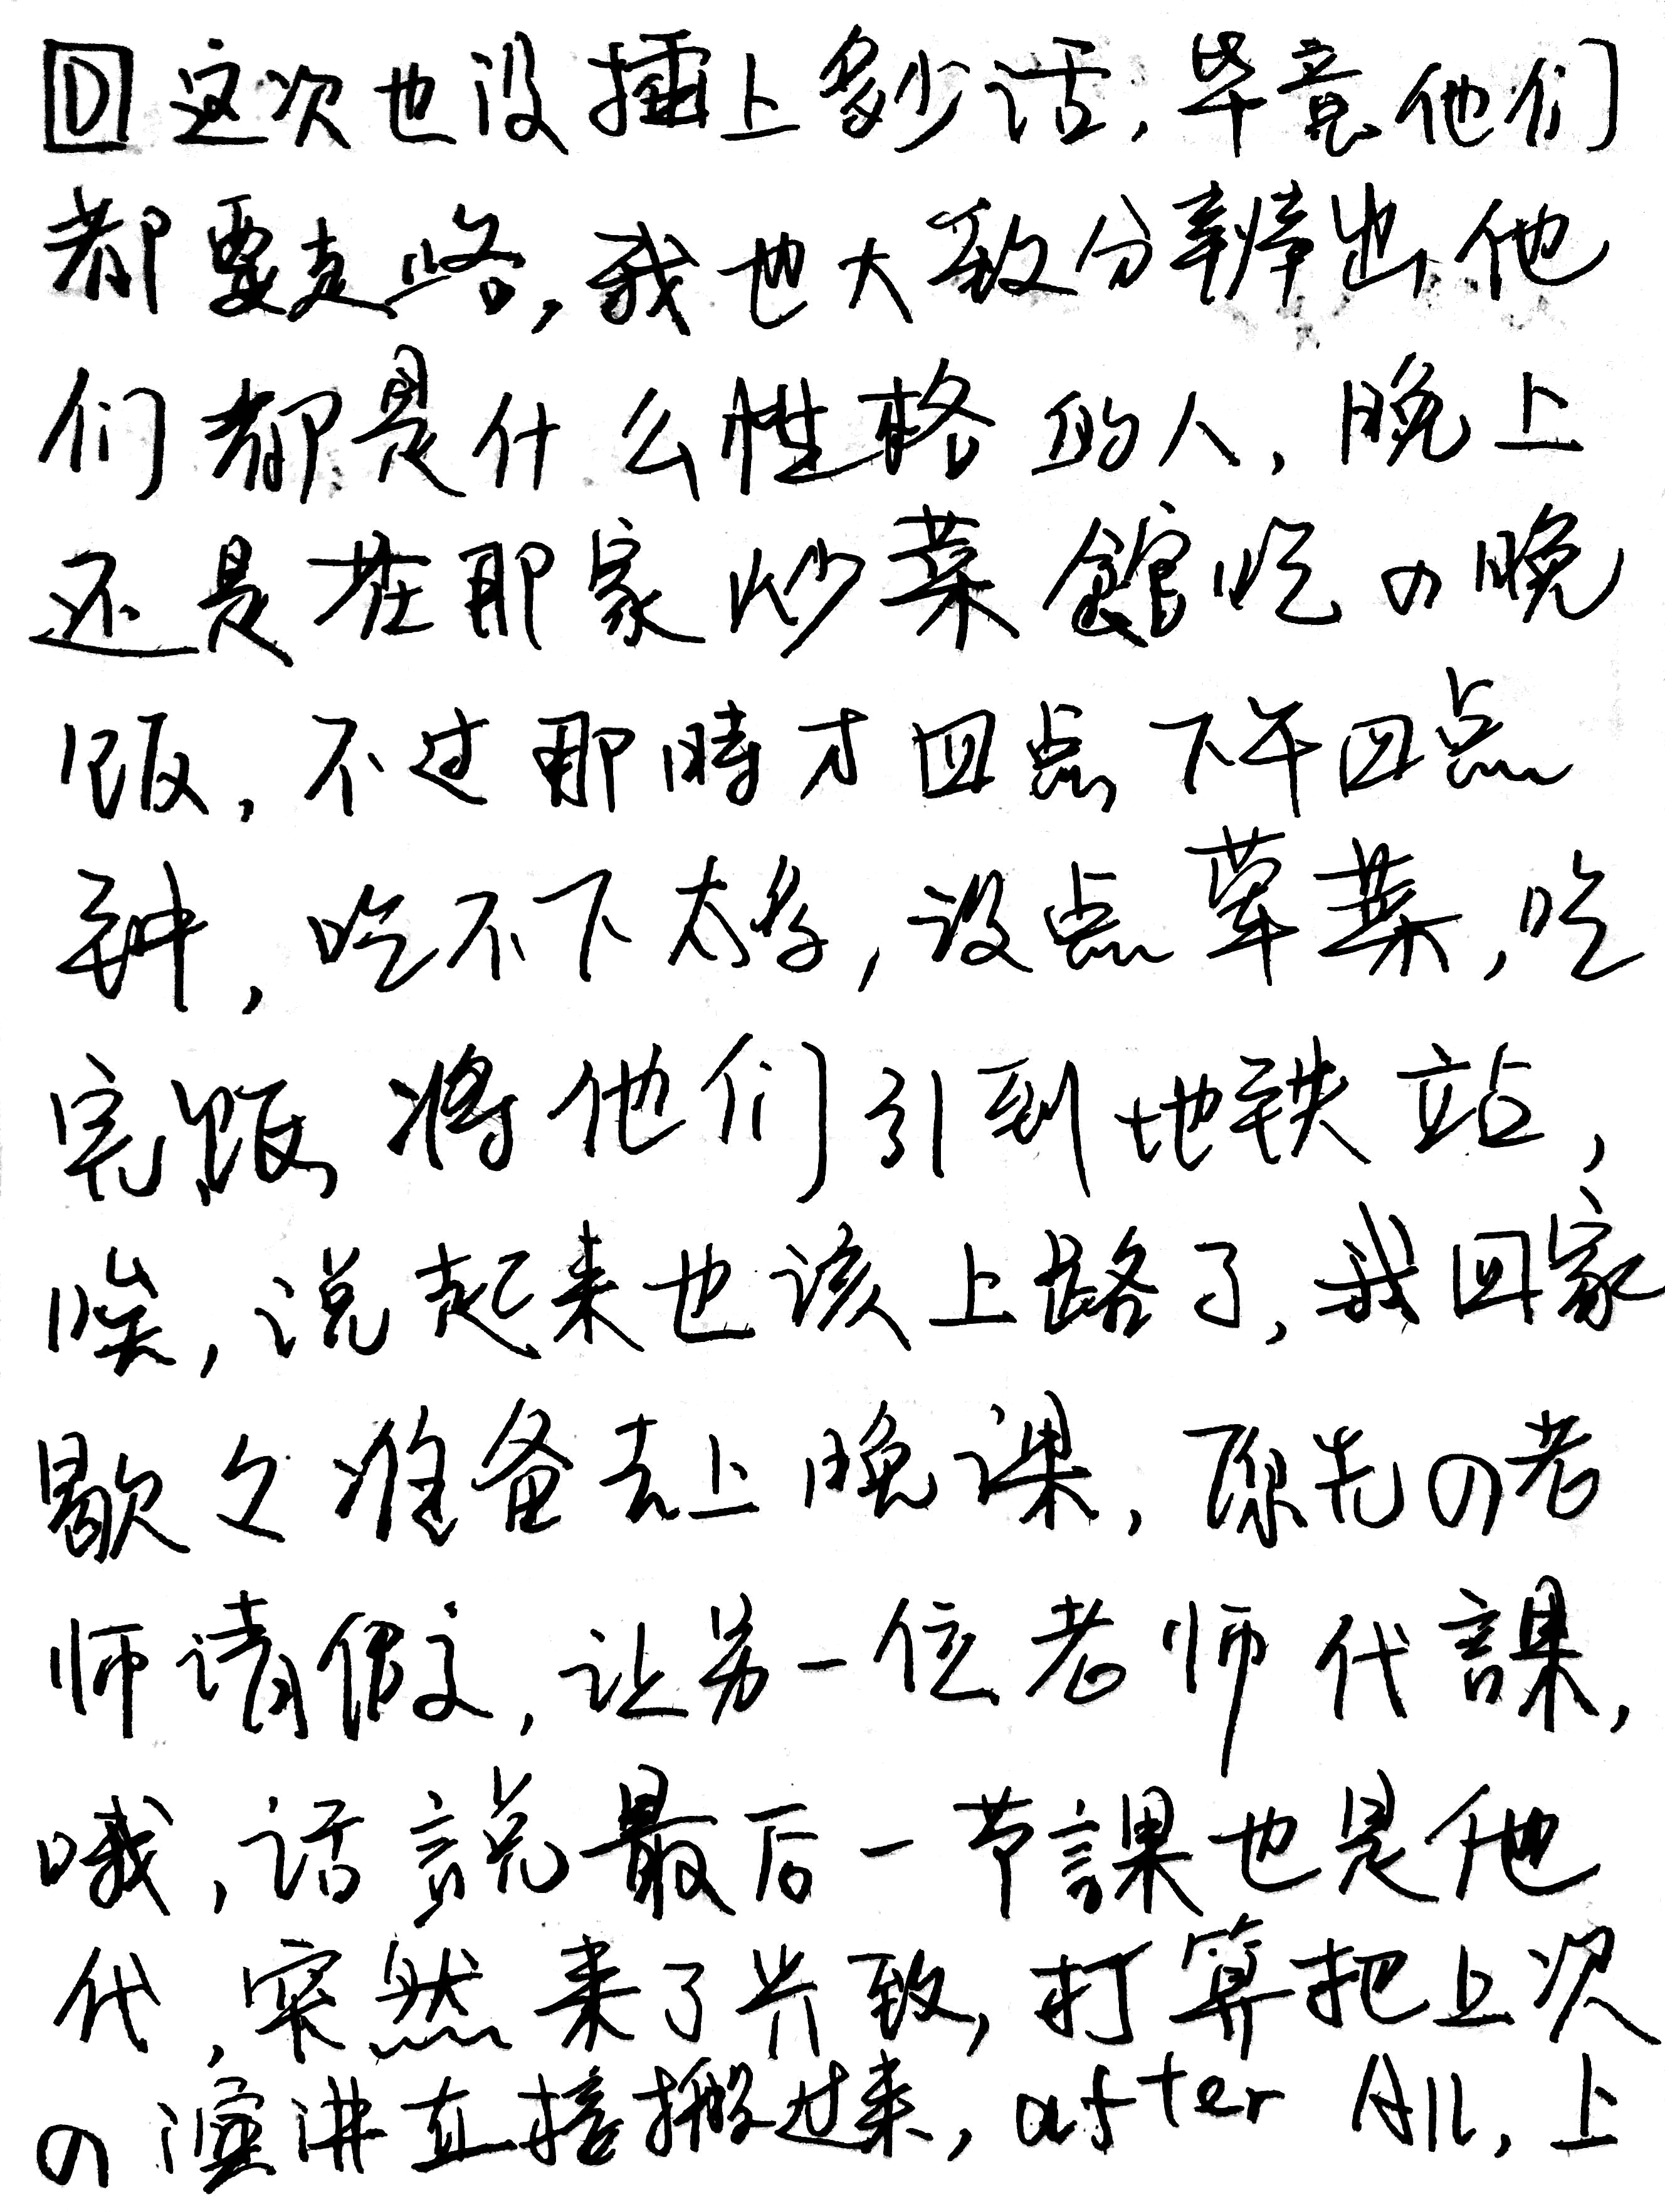 D 这次也没插上多少话,毕竟他们
都要走咯,我也大致分辨出他
们都是什么性格的人,晚上
还是在那家炒菜館吃の晚
饭,不过那時才四点,下午四点
钟,吃不下太多,没点荤菜,吃
完饭,将他们引到地铁站,
唉,说起来也该上路了,我回家
歇々准备去上晚课,原先の老
师请假,让另一位老师代課,
哦,话説最后一节課也是他
代,突然来了兴致,打算把上次
の演讲直接搬过来,after All,上